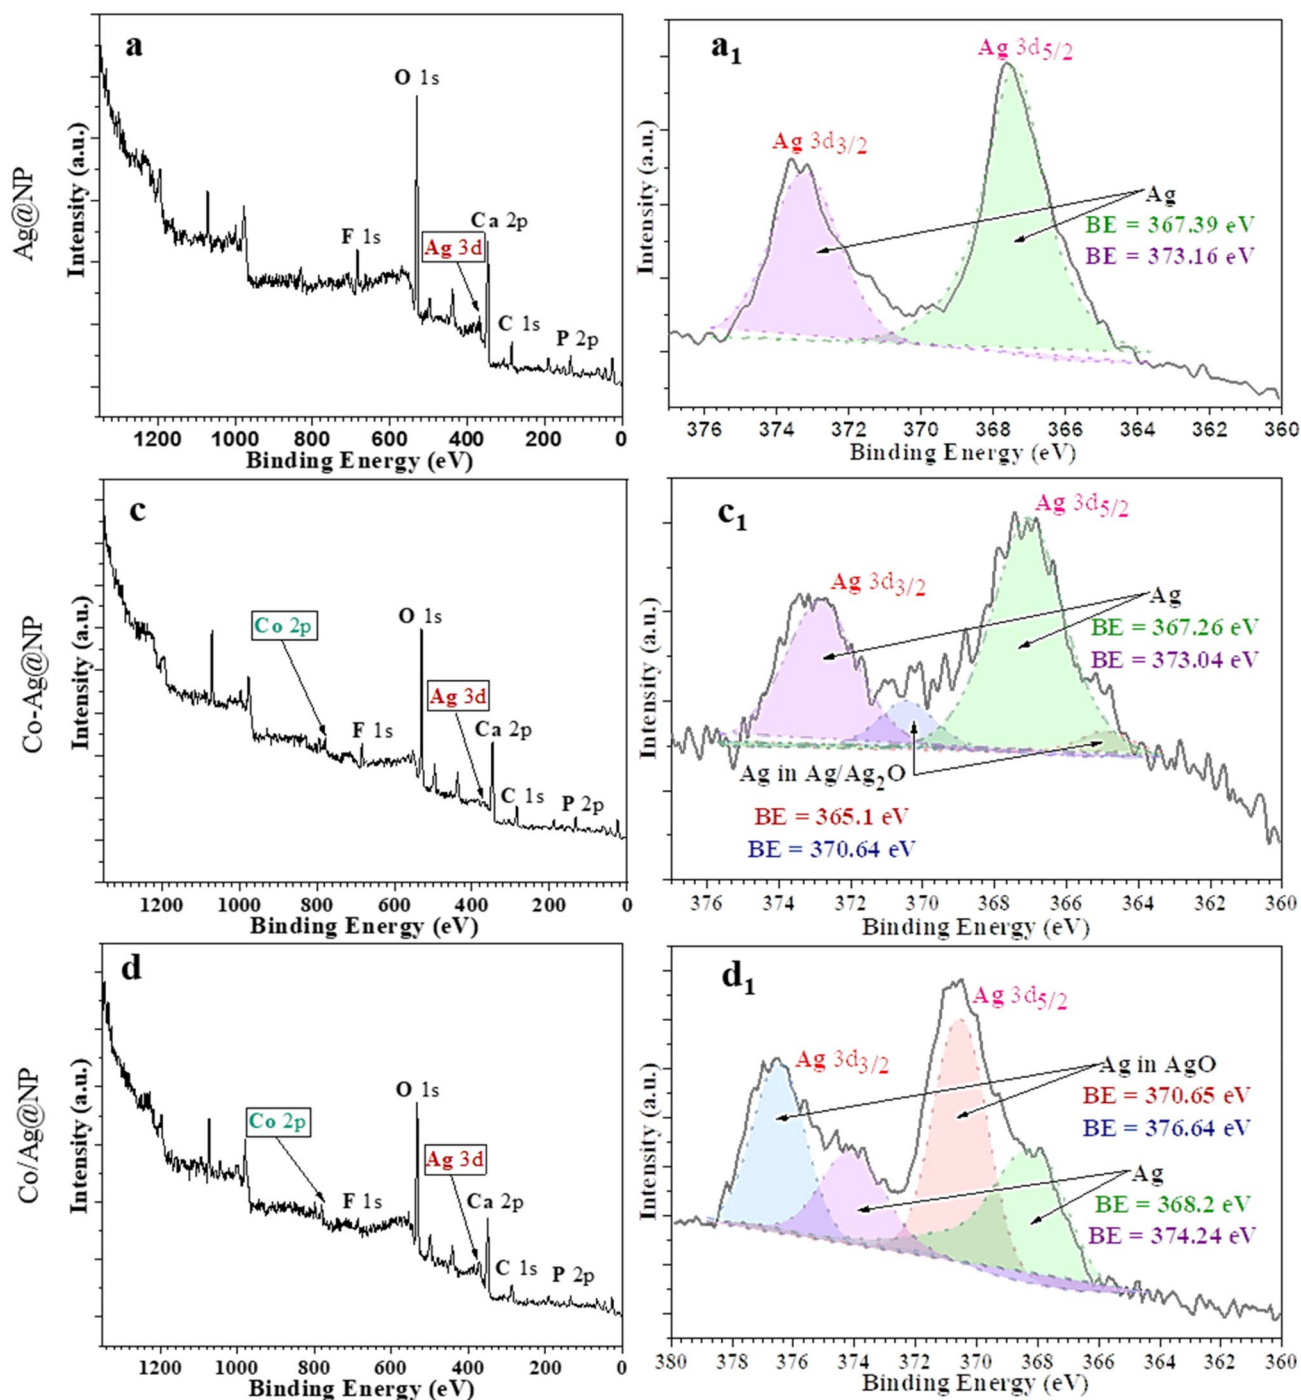 Ag@NP
a
Intensity (a.u.)
O 1s
Ca 2p
F 1s
Ag 3d
C 1s
P 2p
1200 1000 800 600 400 200 0
Binding Energy (eV)
a1
Intensity (a.u.)
Ag 3d5/2
Ag 3d3/2
Ag
BE = 367.39 eV
BE = 373.16 eV
376 374 372 370 368 366 364 362 360
Binding Energy (eV)
Co-Ag@NP
c
Intensity (a.u.)
Co 2p
O 1s
Ag 3d
F 1s
Ca 2p
C 1s
P 2p
1200 1000 800 600 400 200 0
Binding Energy (eV)
c1
Intensity (a.u.)
Ag 3d5/2
Ag 3d3/2
Ag
BE = 367.26 eV
BE = 373.04 eV
Ag in Ag/Ag2O
BE = 365.1 eV
BE = 370.64 eV
376 374 372 370 368 366 364 362 360
Binding Energy (eV)
Co/Ag@NP
d
Intensity (a.u.)
O 1s
Co 2p
Ag 3d
F 1s
Ca 2p
C 1s
P 2p
1200 1000 800 600 400 200 0
Binding Energy (eV)
d1
Intensity (a.u.)
Ag 3d5/2
Ag 3d3/2
Ag in AgO
BE = 370.65 eV
BE = 376.64 eV
Ag
BE = 368.2 eV
BE = 374.24 eV
380 378 376 374 372 370 368 366 364 362 360
Binding Energy (eV)